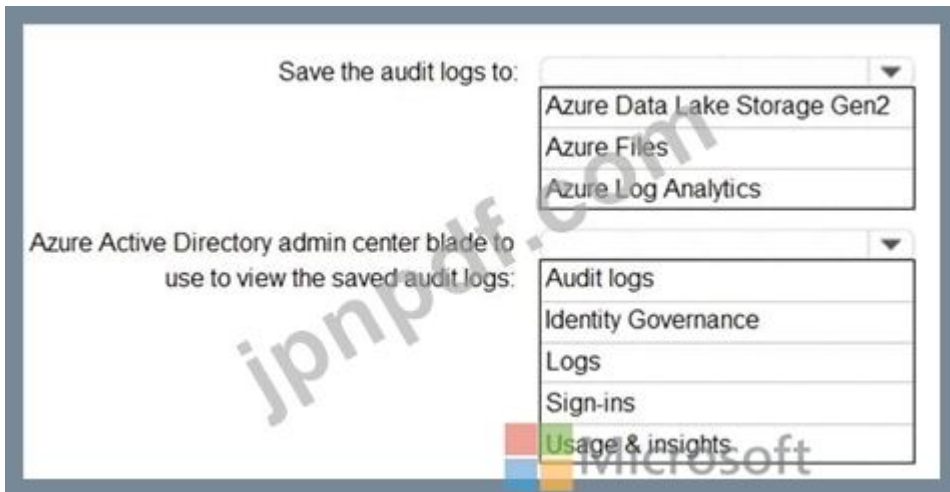 Save the audit logs to:
Azure Data Lake Storage Gen2
Azure Files
Azure Log Analytics
Azure Active Directory admin center blade to
use to view the saved audit logs:
Audit logs
Identity Governance
Logs
Sign-ins
Usage & insights
Microsoft
jpnpdf.com